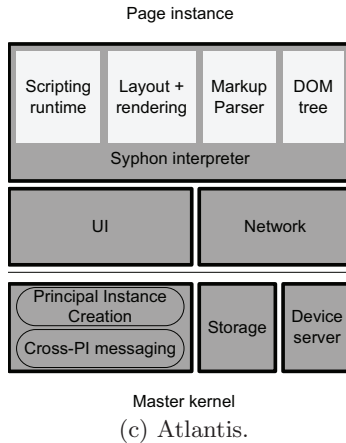 Page instance
Scripting
runtime
Layout +
rendering
Markup
Parser
DOM
tree
Syphon interpreter
UI
Network
Principal Instance
Creation
Cross-PI messaging
Storage
Device
server
Master kernel
(c) Atlantis.